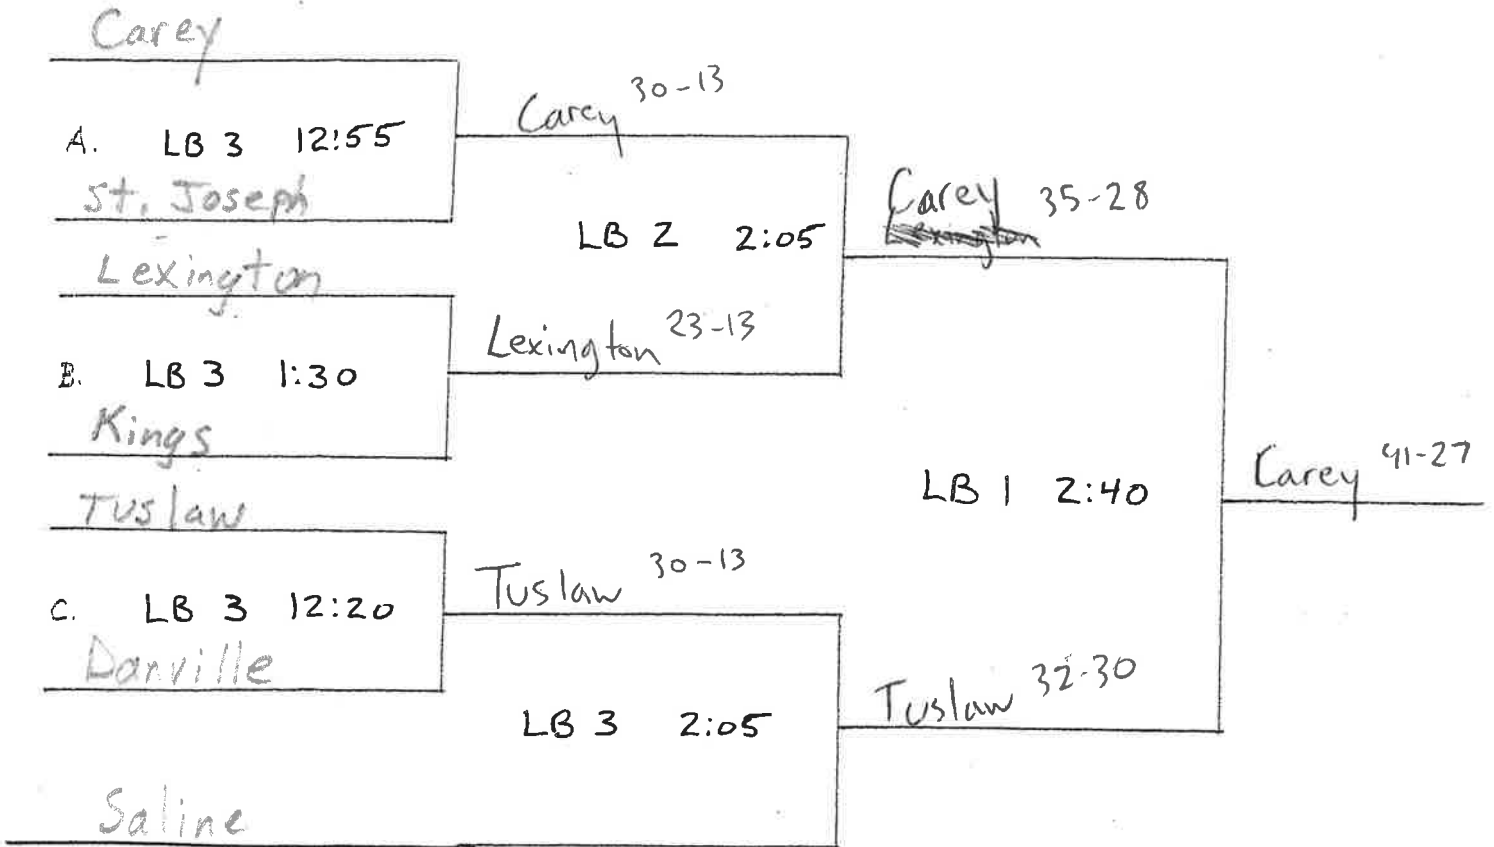 Carey
Carey 30-13
A. LB 3 12:55
St. Joseph
Carey 35-28
LB 2 2:05
Lexington
Lexington 23-13
B. LB 3 1:30
Kings
Carey 41-27
LB 1 2:40
Tuslaw
Tuslaw 30-13
C. LB 3 12:20
Danville
Tuslaw 32-30
LB 3 2:05
Saline